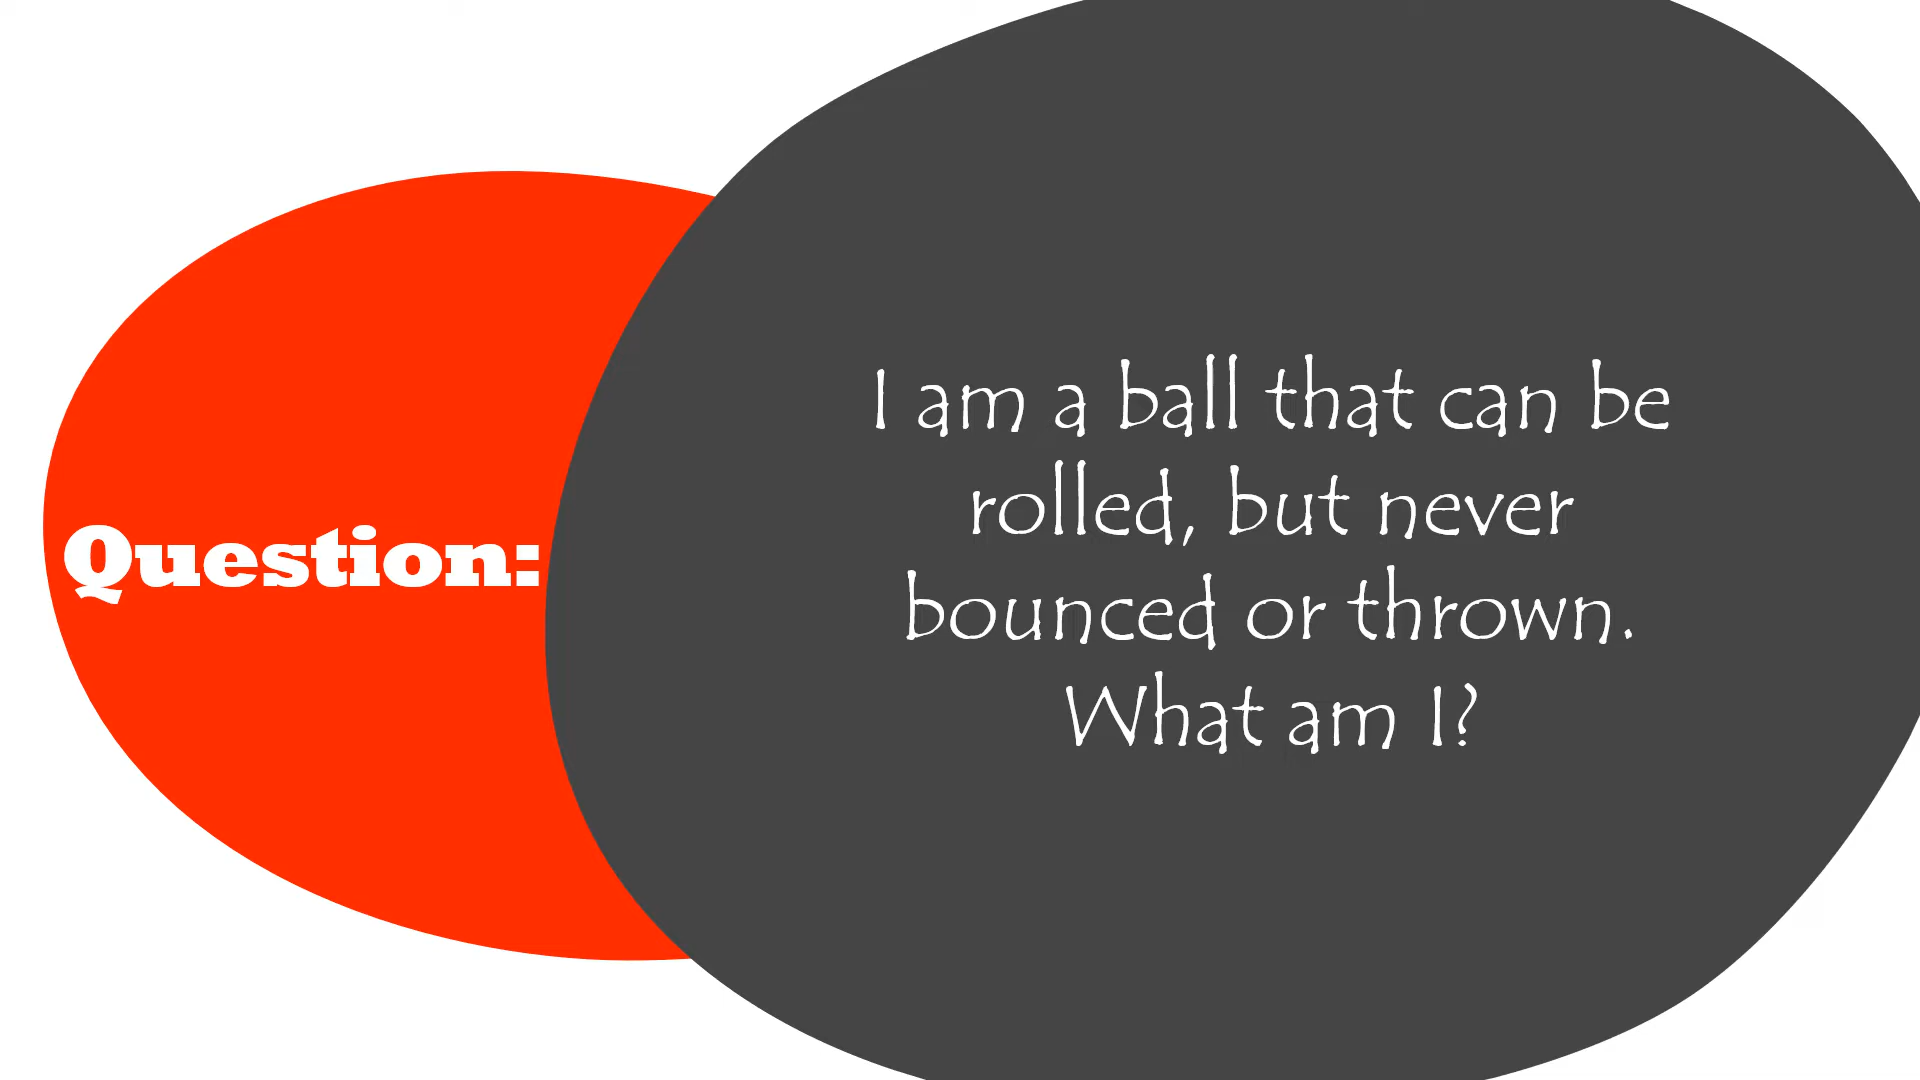 Question:
I am a ball that can be
rolled, but never
bounced or thrown.
What am I?